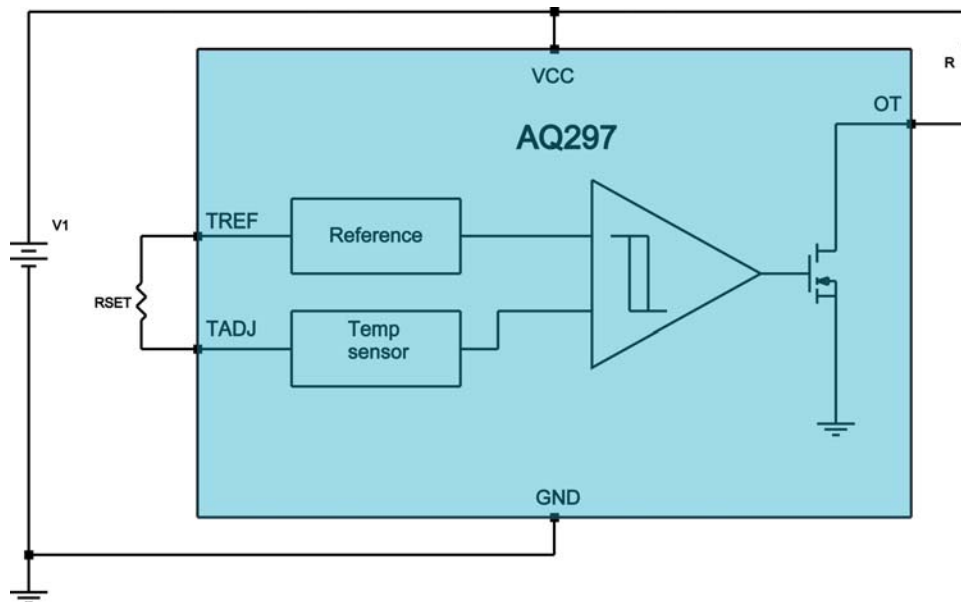 VCC
R
OT
AQ297
TREF
Reference
V1
RSET
TADJ
Temp
sensor
GND